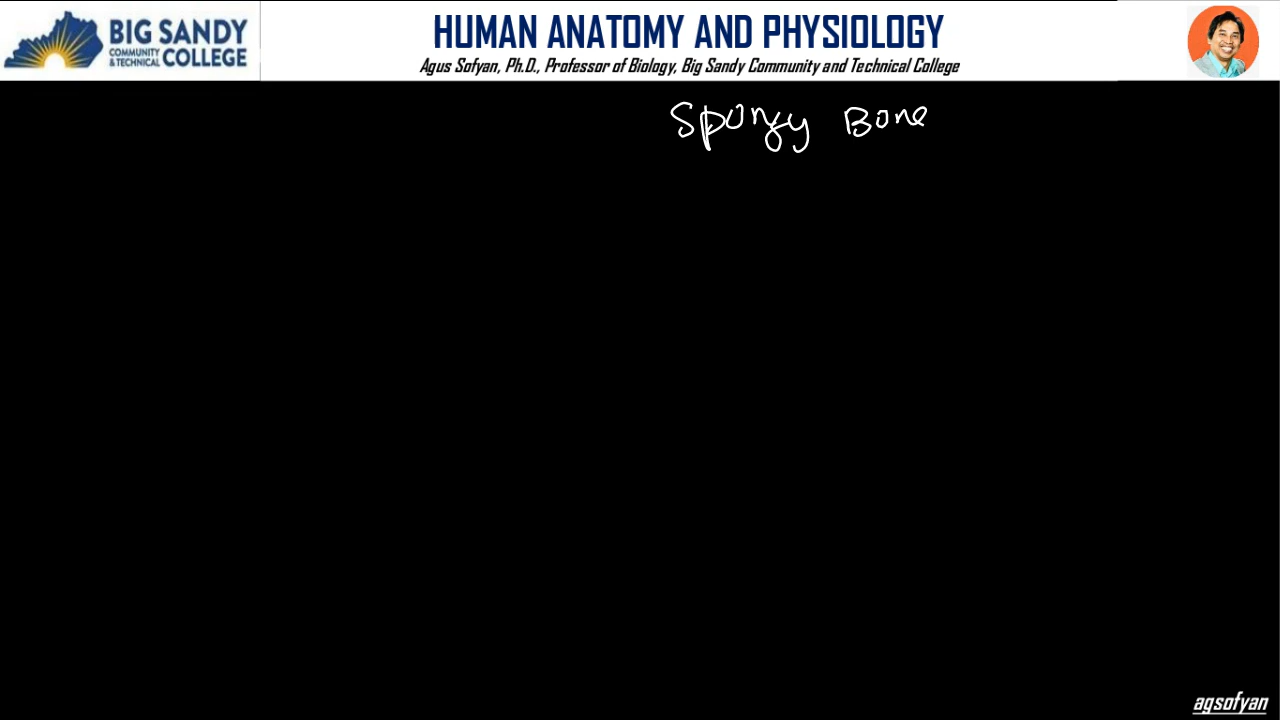 BIG SANDY
COMMUNITY
& TECHNICAL COLLEGE
HUMAN ANATOMY AND PHYSIOLOGY
Agus Sofyan, Ph.D., Professor of Biology, Big Sandy Community and Technical College
Spongy Bone
agsofyan